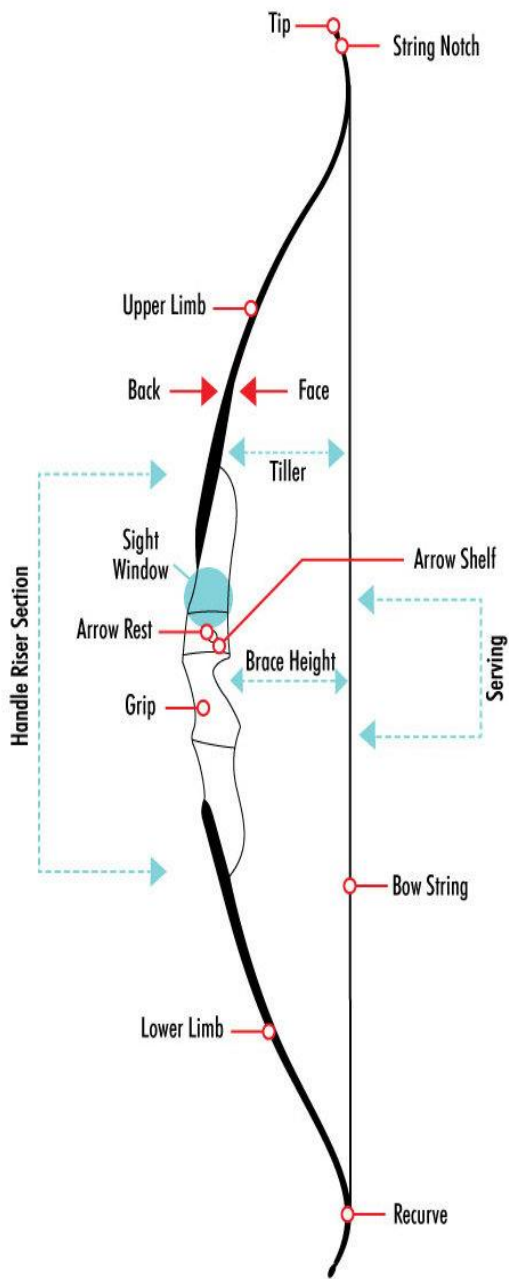 Tip
String Notch
Upper Limb
Back
Face
Tiller
Sight
Window
Arrow Shelf
Arrow Rest
Brace Height
Serving
Handle Riser Section
Grip
Bow String
Lower Limb
Recurve